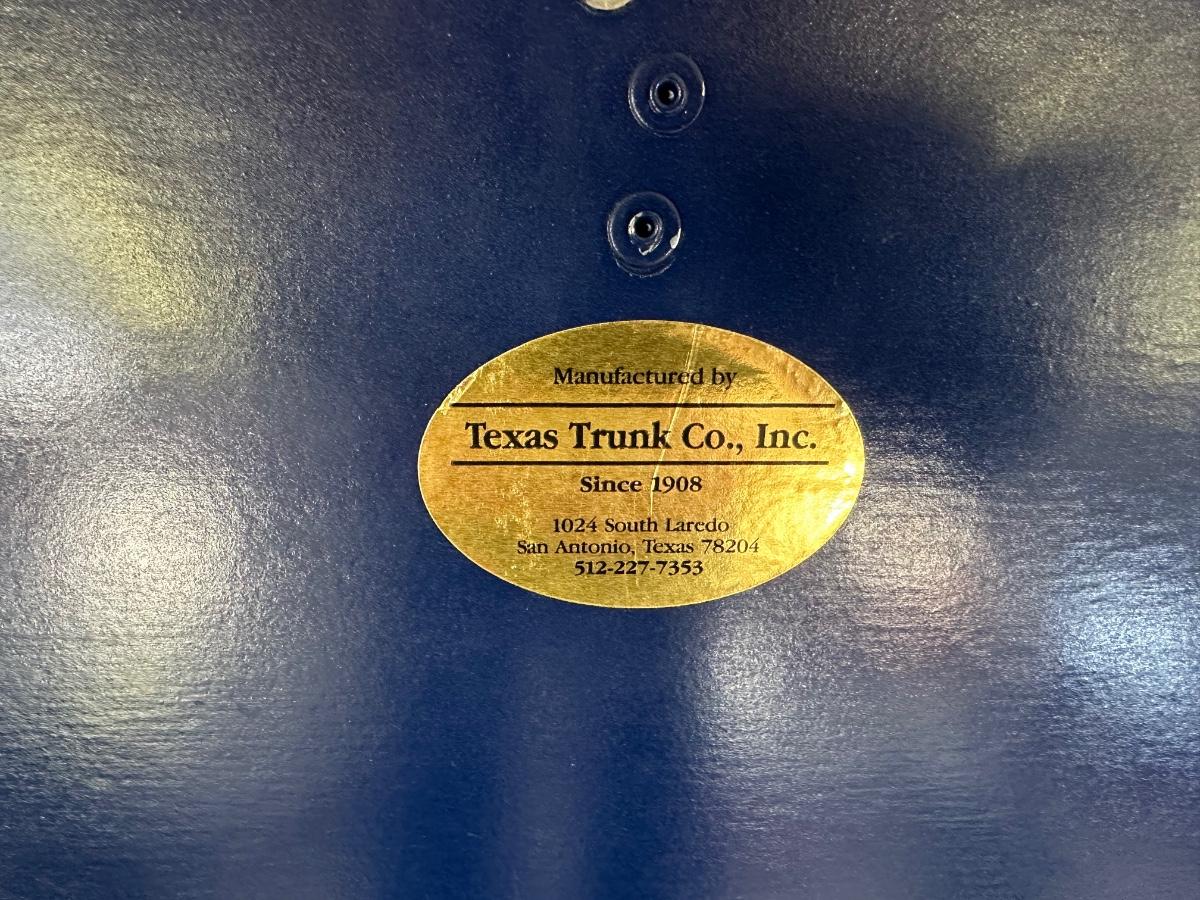 Manufactured by
Texas Trunk Co., Inc.
Since 1908
1024 South Laredo
San Antonio, Texas 78204
512-227-7353